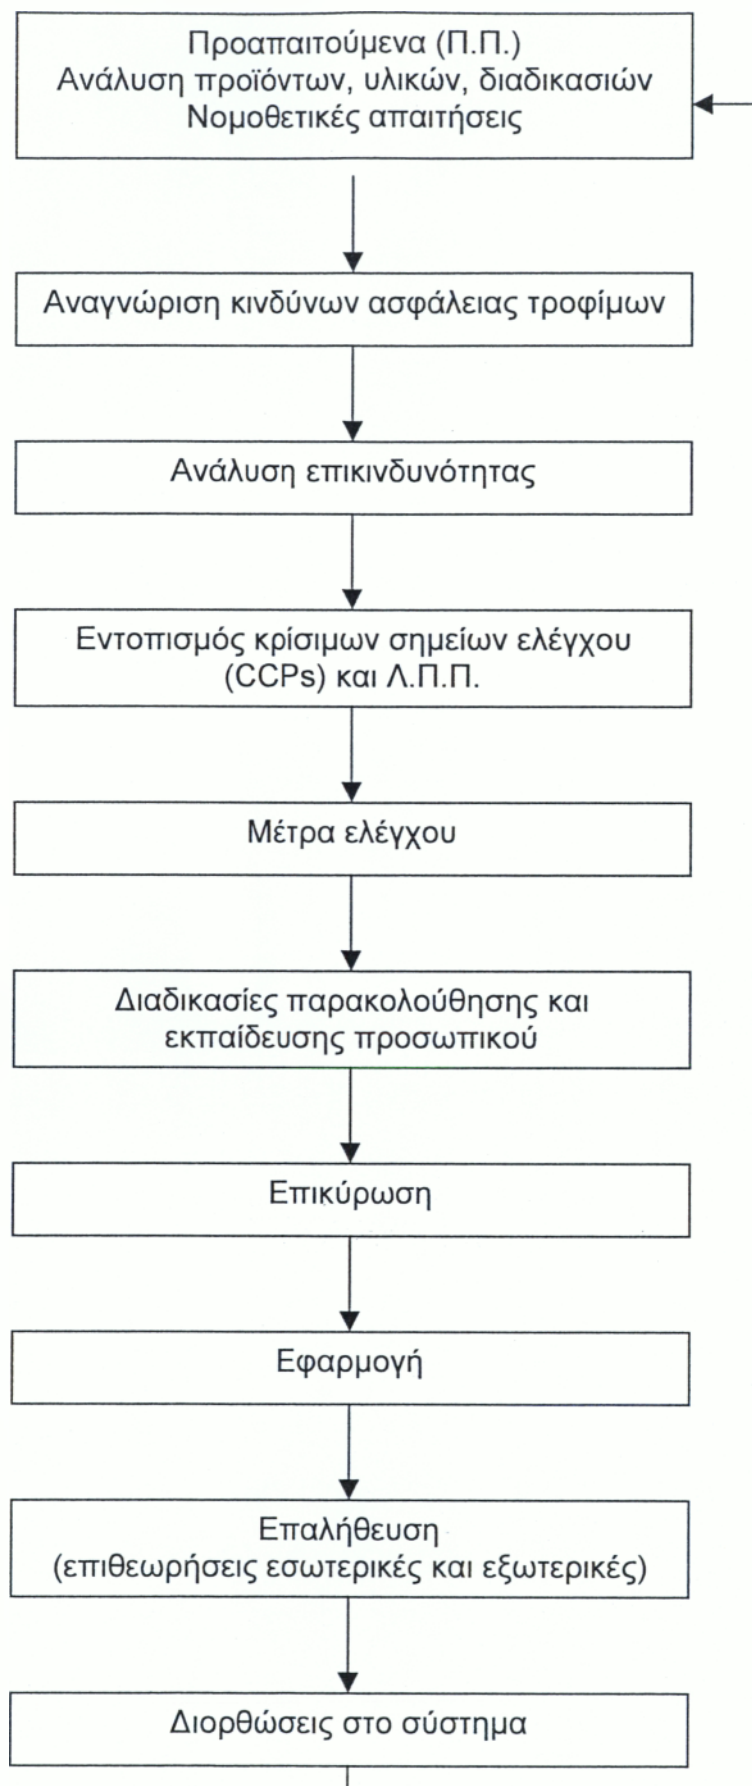 Προαπαιτούμενα (Π.Π.)
Ανάλυση προϊόντων, υλικών, διαδικασιών
Νομοθετικές απαιτήσεις
Αναγνώριση κινδύνων ασφάλειας τροφίμων
Ανάλυση επικινδυνότητας
Εντοπισμός κρίσιμων σημείων ελέγχου
(CCPs) και Λ.Π.Π.
Μέτρα ελέγχου
Διαδικασίες παρακολούθησης και
εκπαίδευσης προσωπικού
Επικύρωση
Εφαρμογή
Επαλήθευση
(επιθεωρήσεις εσωτερικές και εξωτερικές)
Διορθώσεις στο σύστημα